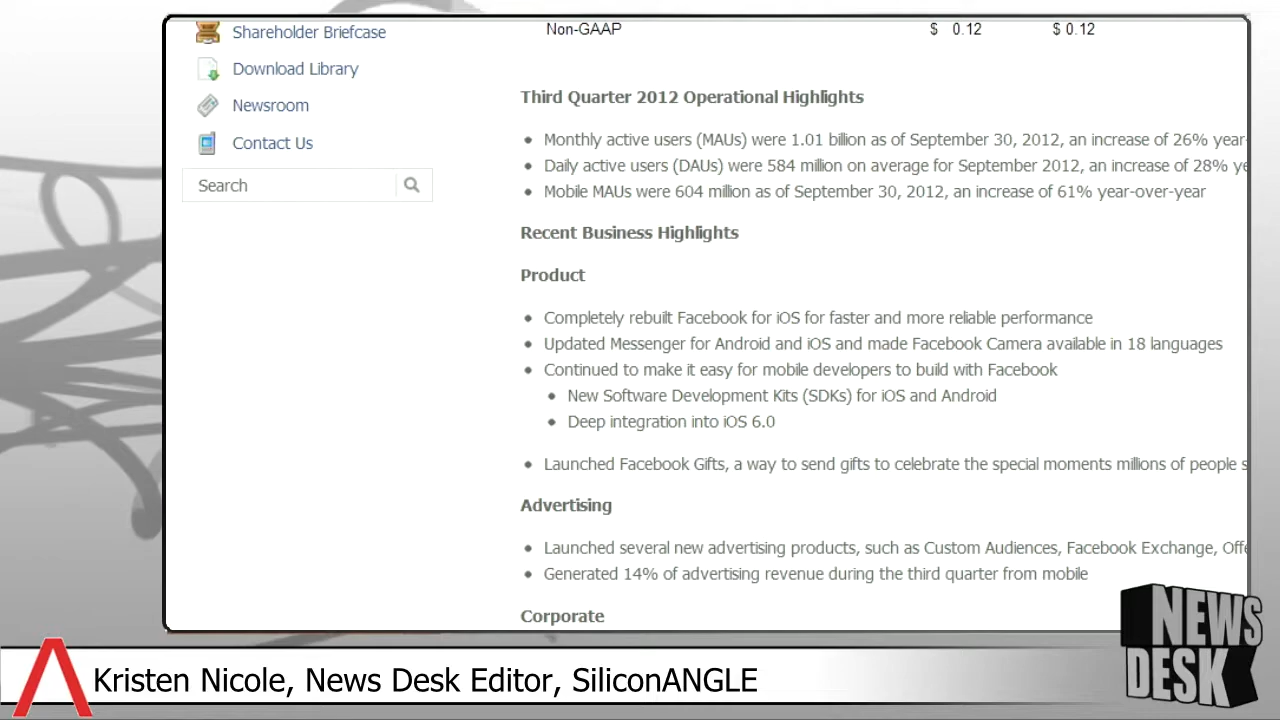 Shareholder Briefcase
Download Library
Newsroom
Contact Us
Search
Non-GAAP $ 0.12 $ 0.12
Third Quarter 2012 Operational Highlights
• Monthly active users (MAUs) were 1.01 billion as of September 30, 2012, an increase of 26% year-
• Daily active users (DAUs) were 584 million on average for September 2012, an increase of 28% ye
• Mobile MAUs were 604 million as of September 30, 2012, an increase of 61% year-over-year
Recent Business Highlights
Product
• Completely rebuilt Facebook for iOS for faster and more reliable performance
• Updated Messenger for Android and iOS and made Facebook Camera available in 18 languages
• Continued to make it easy for mobile developers to build with Facebook
• New Software Development Kits (SDKs) for iOS and Android
• Deep integration into iOS 6.0
• Launched Facebook Gifts, a way to send gifts to celebrate the special moments millions of people s
Advertising
• Launched several new advertising products, such as Custom Audiences, Facebook Exchange, Offe
• Generated 14% of advertising revenue during the third quarter from mobile
Corporate
NEWS
DESK
Kristen Nicole, News Desk Editor, SiliconANGLE